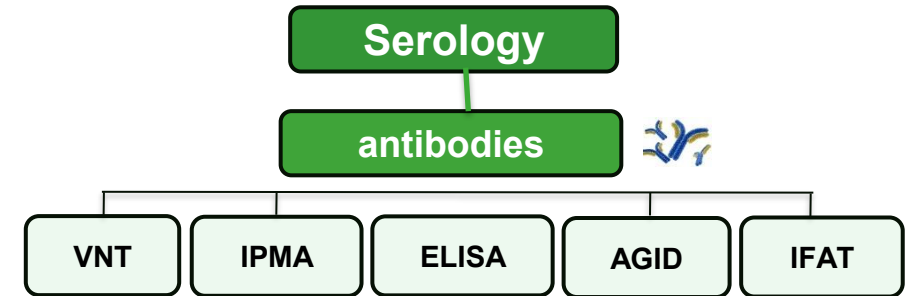 Serology
antibodies
VNT
IPMA
ELISA
AGID
IFAT